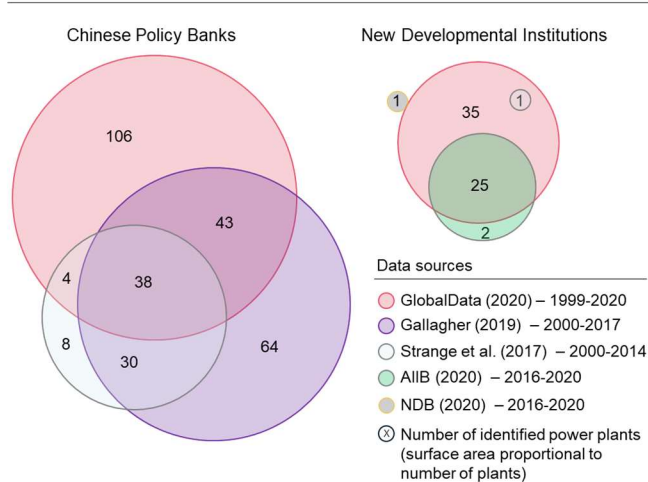 Chinese Policy Banks
New Developmental Institutions
106
43
4
38
8
30
64
1
35
1
25
2
Data sources
GlobalData (2020) – 1999-2020
Gallagher (2019) – 2000-2017
Strange et al. (2017) – 2000-2014
AIIB (2020) – 2016-2020
NDB (2020) – 2016-2020
X Number of identified power plants
(surface area proportional to
number of plants)